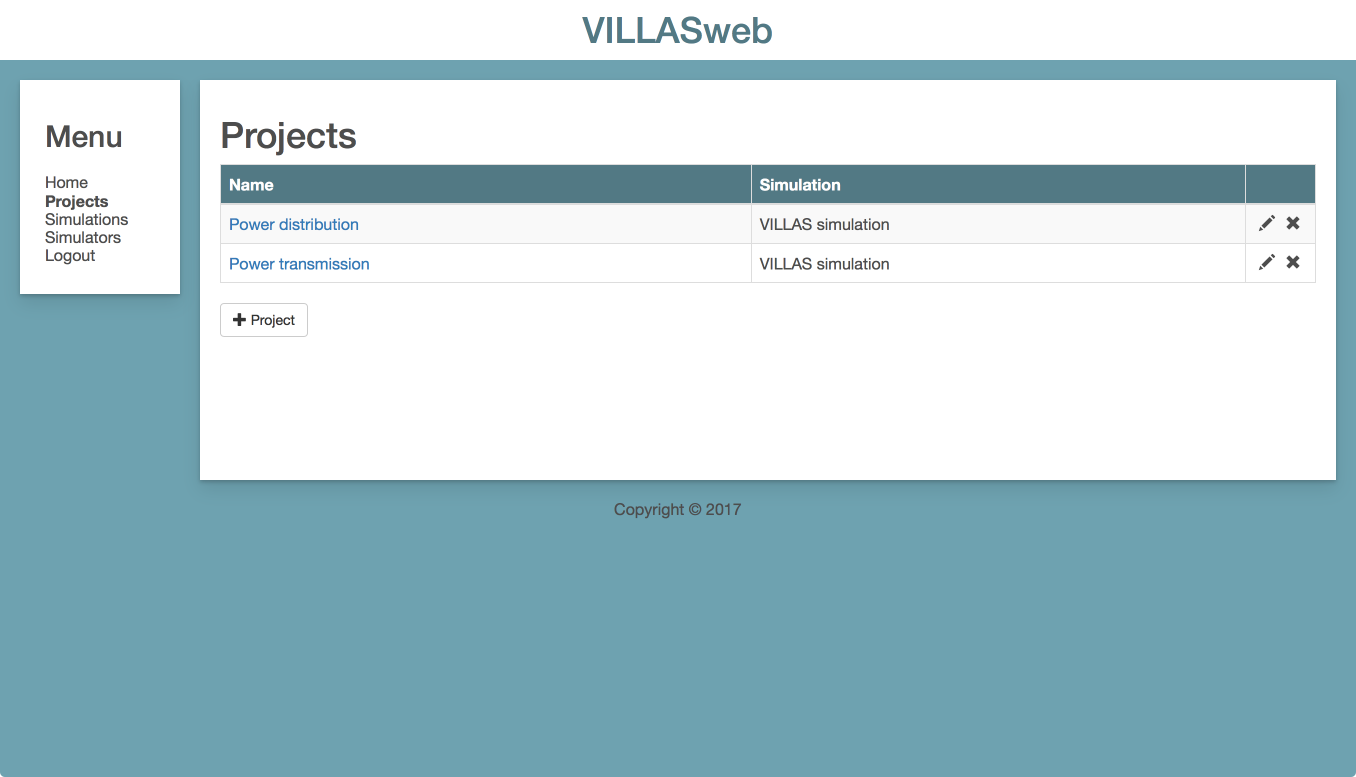 VILLASweb
Menu
Home
Projects
Simulations
Simulators
Logout
Projects
Name Simulation
Power distribution VILLAS simulation
Power transmission VILLAS simulation
Project
Copyright © 2017